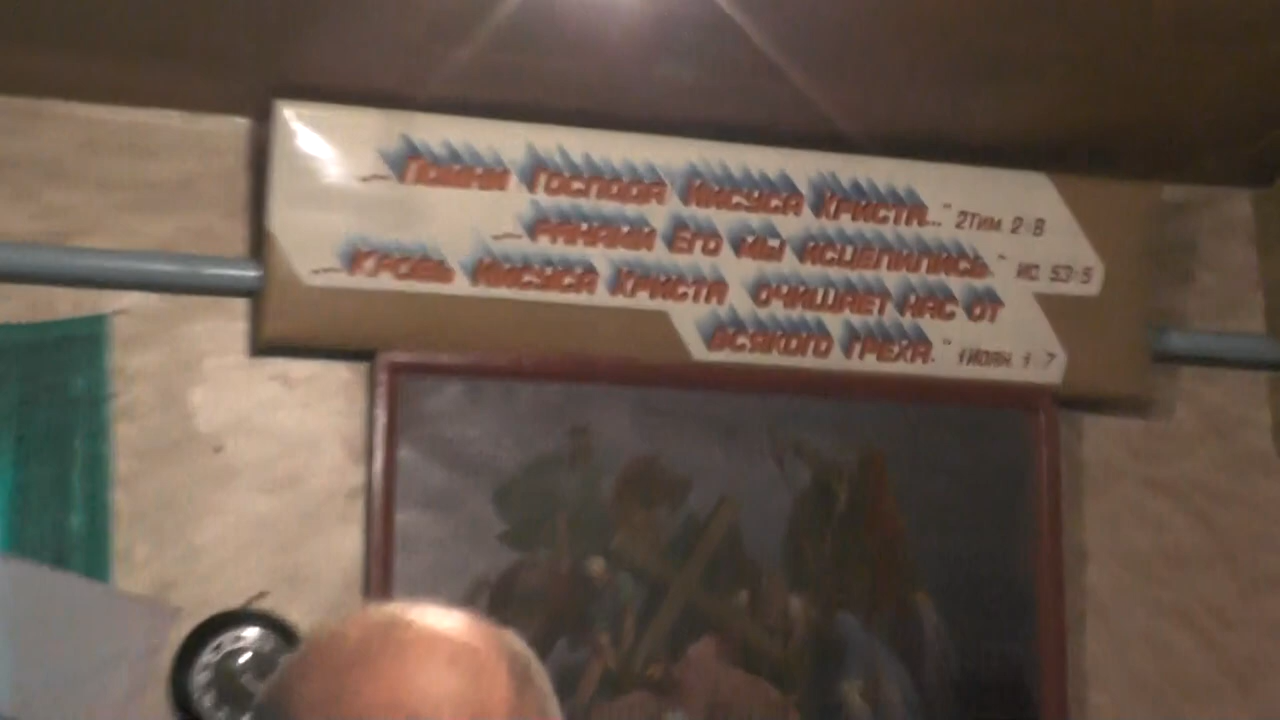 „Помни Господа Иисуса Христа..." 2Тим. 2:8
„Ранами Его мы исцелились." Ис. 53:5
„Кровь Иисуса Христа очищает нас от
всякого греха." 1Иоан. 1:7